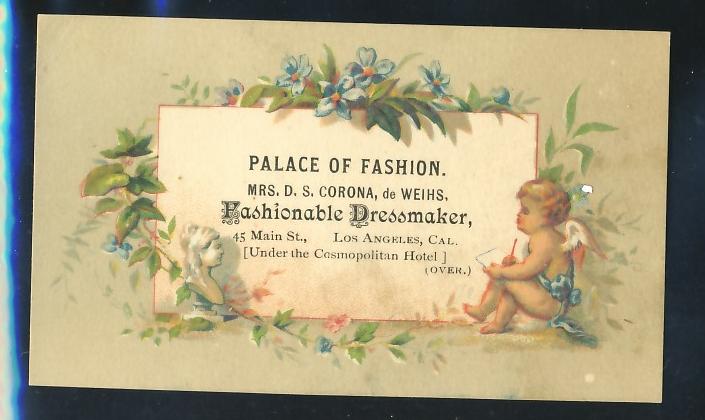 PALACE OF FASHION.
MRS. D. S. CORONA, de WEIHS,
Fashionable Dressmaker,
45 Main St., Los Angeles, Cal.
[Under the Cosmopolitan Hotel ]
(OVER.)